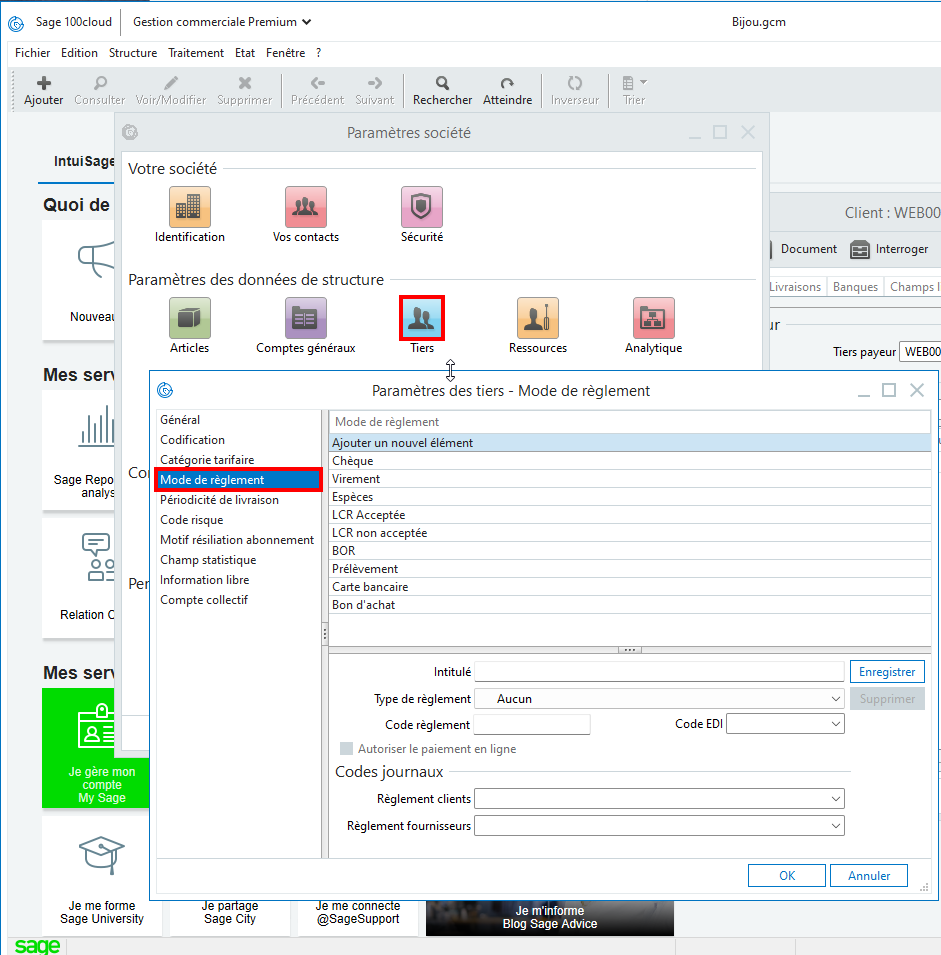 Sage 100cloud
Gestion commerciale Premium
Bijou.gcm
Fichier Edition Structure Traitement Etat Fenêtre ?
Ajouter Consulter Voir/Modifier Supprimer Précédent Suivant Rechercher Atteindre Inverseur Trier
Paramètres société
IntuiSage
Votre société
Quoi de
Identification Vos contacts Sécurité
Client : WEB00
Document Interroger
Paramètres des données de structure
Livraisons Banques Champs l
Nouveau
ur
Articles Comptes généraux Tiers Ressources Analytique
Tiers payeur WEB00
Mes serv
Paramètres des tiers - Mode de règlement
Général
Codification
Catégorie tarifaire
Mode de règlement
Périodicité de livraison
Code risque
Motif résiliation abonnement
Champ statistique
Information libre
Compte collectif
Mode de règlement
Ajouter un nouvel élément
Chèque
Virement
Espèces
LCR Acceptée
LCR non acceptée
BOR
Prélèvement
Carte bancaire
Bon d'achat
Cor
Sage Repo
analys
Per
Relation C
Intitulé
Enregistrer
Type de règlement Aucun
Supprimer
Code règlement
Code EDI
Autoriser le paiement en ligne
Codes journaux
Règlement clients
Règlement fournisseurs
OK Annuler
Mes serv
Je gère mon
compte
My Sage
Je me forme
Sage University
Je partage
Sage City
Je me connecte
@SageSupport
Je m'informe
Blog Sage Advice
sage